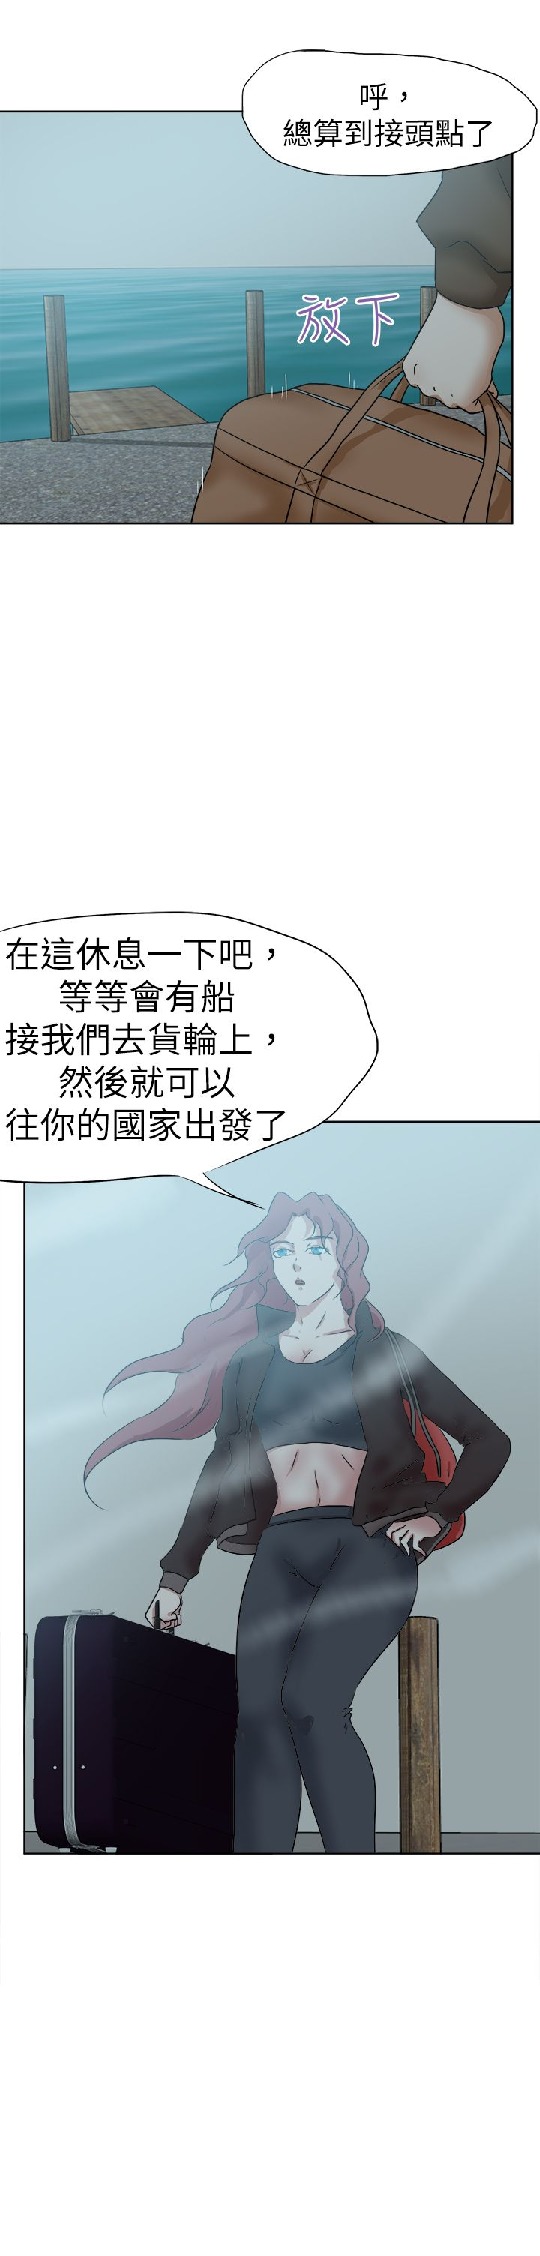 呼，
總算到接頭點了
放下
在這休息一下吧，
等等會有船
接我們去貨輪上，
然後就可以
往你的國家出發了